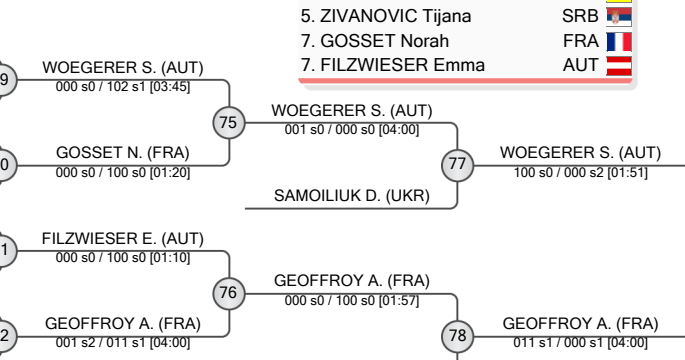 5. ZIVANOVIC Tijana SRB
7. GOSSET Norah FRA
7. FILZWIESER Emma AUT
9
WOEGERER S. (AUT)
000 s0 / 102 s1 [03:45]
75
WOEGERER S. (AUT)
001 s0 / 000 s0 [04:00]
0
GOSSET N. (FRA)
000 s0 / 100 s0 [01:20]
77
WOEGERER S. (AUT)
100 s0 / 000 s2 [01:51]
SAMOILIUK D. (UKR)
1
FILZWIESER E. (AUT)
000 s0 / 100 s0 [01:10]
76
GEOFFROY A. (FRA)
000 s0 / 100 s0 [01:57]
2
GEOFFROY A. (FRA)
001 s2 / 011 s1 [04:00]
78
GEOFFROY A. (FRA)
011 s1 / 000 s1 [04:00]